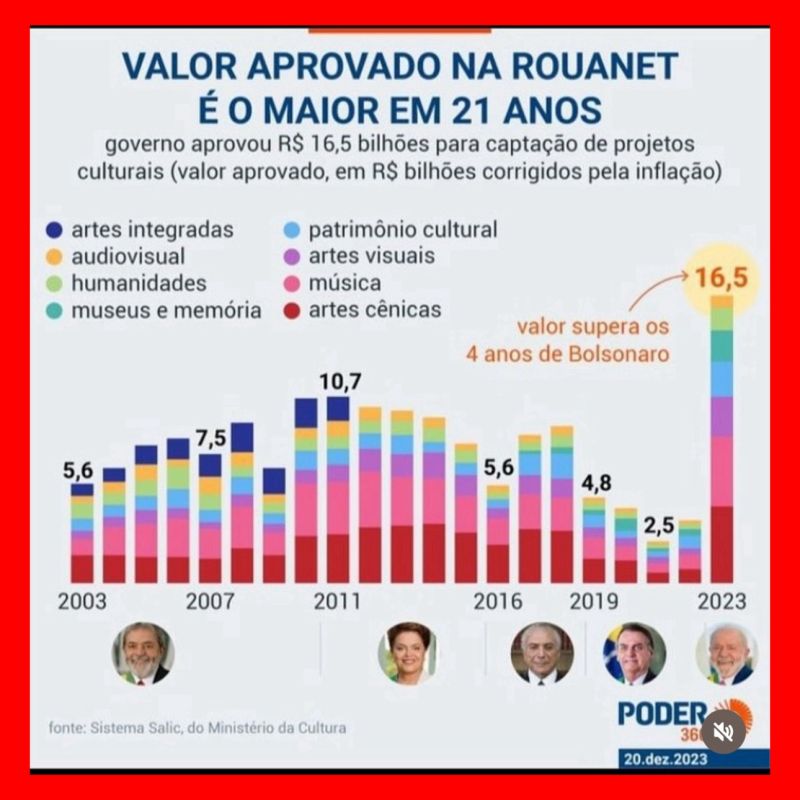 VALOR APROVADO NA ROUANET
É O MAIOR EM 21 ANOS
governo aprovou R$ 16,5 bilhões para captação de projetos
culturais (valor aprovado, em R$ bilhões corrigidos pela inflação)
artes integradas
audiovisual
humanidades
museus e memória
patrimônio cultural
artes visuais
música
artes cênicas
16,5
valor supera os
4 anos de Bolsonaro
5,6
7,5
10,7
5,6
4,8
2,5
2003
2007
2011
2016
2019
2023
fonte: Sistema Salic, do Ministério da Cultura
PODER
36
20.dez.2023